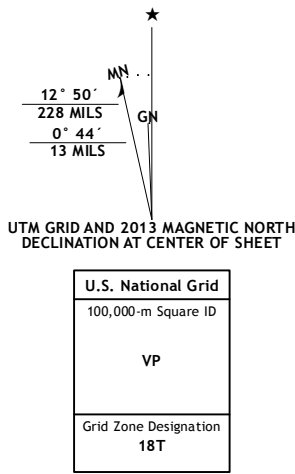 ★
MN
GN
12° 50´
228 MILS
0° 44´
13 MILS
UTM GRID AND 2013 MAGNETIC NORTH
DECLINATION AT CENTER OF SHEET
U.S. National Grid
100,000-m Square ID
VP
Grid Zone Designation
18T